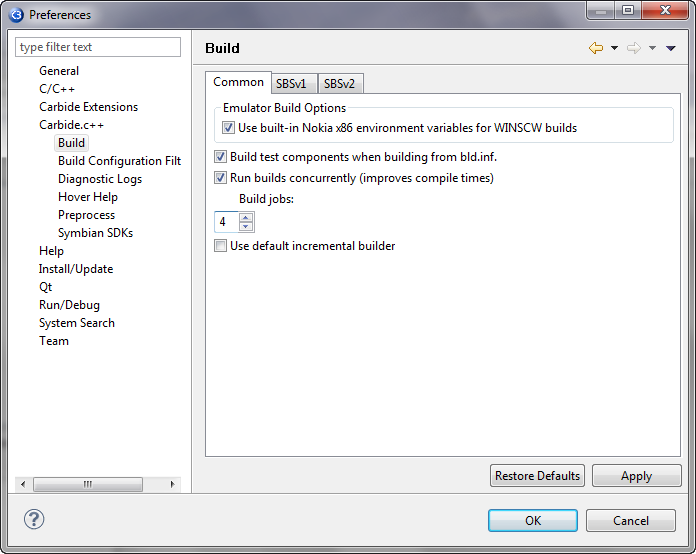 Preferences
type filter text
General
C/C++
Carbide Extensions
Carbide.c++
Build
Build Configuration Filt
Diagnostic Logs
Hover Help
Preprocess
Symbian SDKs
Help
Install/Update
Qt
Run/Debug
System Search
Team
Build
Common SBSv1 SBSv2
Emulator Build Options
Use built-in Nokia x86 environment variables for WINSCW builds
Build test components when building from bld.inf.
Run builds concurrently (improves compile times)
Build jobs:
4
Use default incremental builder
Restore Defaults Apply
OK Cancel